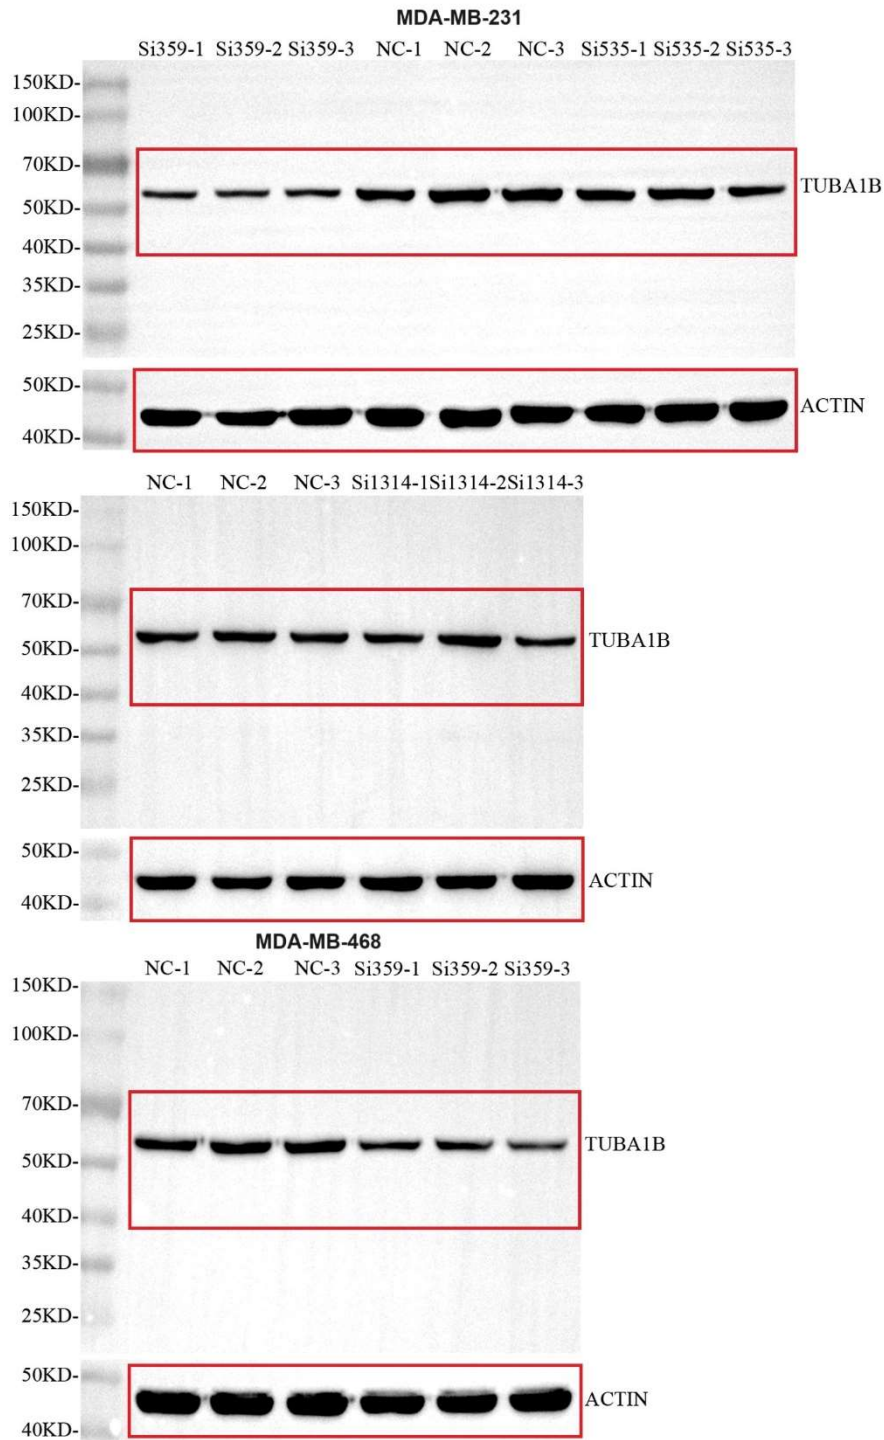 MDA-MB-231
Si359-1 Si359-2 Si359-3 NC-1 NC-2 NC-3 Si535-1 Si535-2 Si535-3
150KD-
100KD-
70KD-
TUBA1B
50KD-
40KD-
35KD-
25KD-
50KD-
ACTIN
40KD-
NC-1 NC-2 NC-3 Si1314-1 Si1314-2 Si1314-3
150KD-
100KD-
70KD-
TUBA1B
50KD-
40KD-
35KD-
25KD-
50KD-
ACTIN
40KD-
MDA-MB-468
NC-1 NC-2 NC-3 Si359-1 Si359-2 Si359-3
150KD-
100KD-
70KD-
TUBA1B
50KD-
40KD-
35KD-
25KD-
50KD-
ACTIN
40KD-